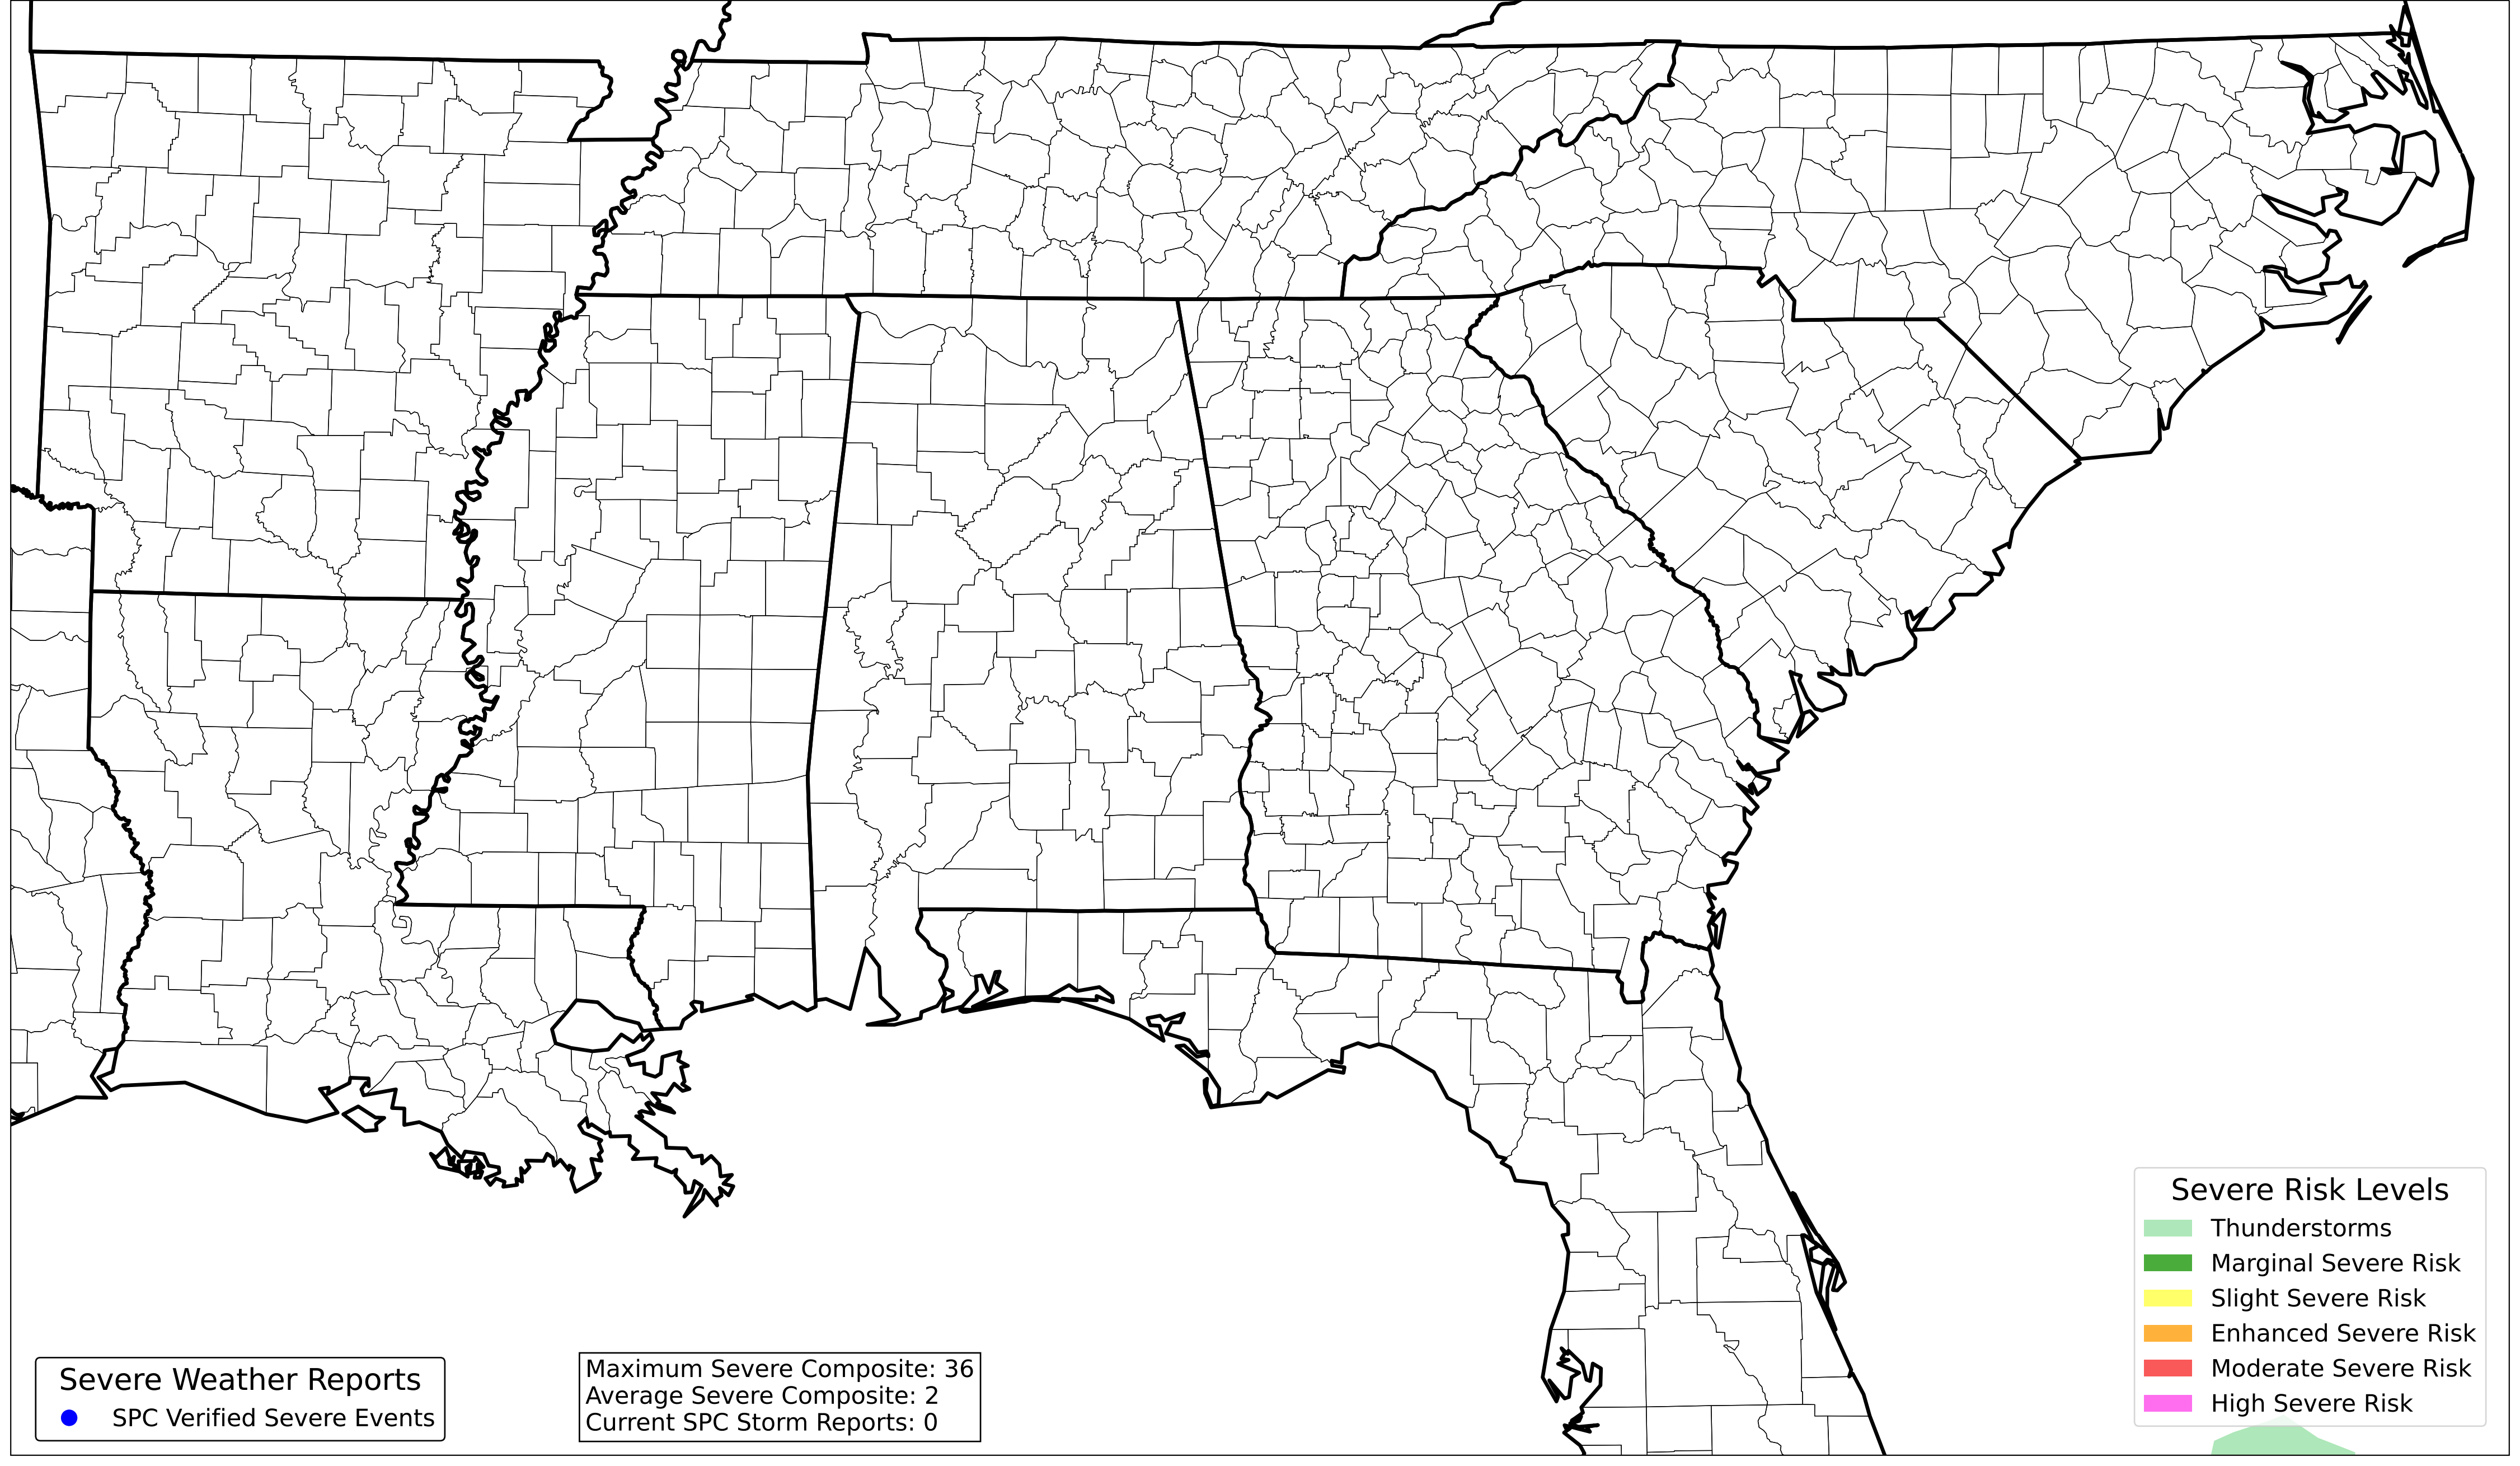 Severe Weather Reports
SPC Verified Severe Events
Maximum Severe Composite: 36
Average Severe Composite: 2
Current SPC Storm Reports: 0
Severe Risk Levels
Thunderstorms
Marginal Severe Risk
Slight Severe Risk
Enhanced Severe Risk
Moderate Severe Risk
High Severe Risk